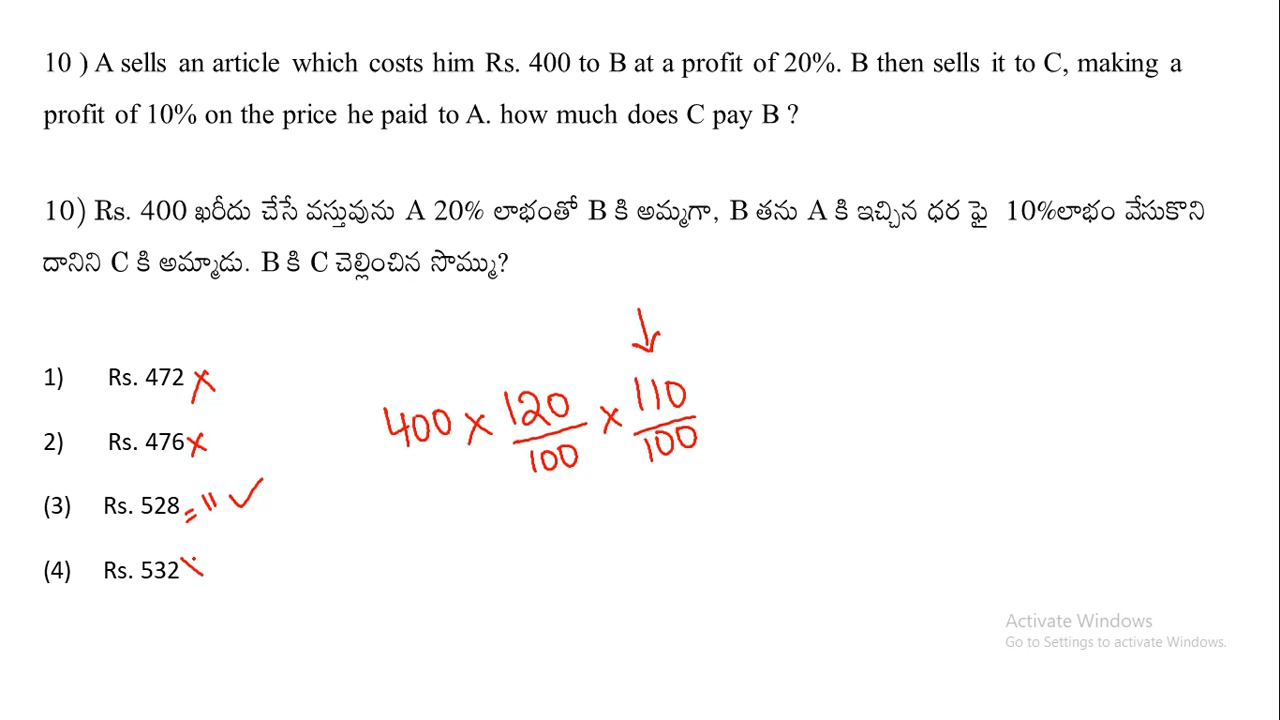 10 ) A sells an article which costs him Rs. 400 to B at a profit of 20%. B then sells it to C, making a
profit of 10% on the price he paid to A. how much does C pay B ?
10) Rs. 400 ఖరీదు చేసే వస్తువును A 20% లాభంతో B కి అమ్మగా, B తను A కి ఇచ్చిన ధర ఫై 10%లాభం వేసుకొని
దానిని C కి అమ్మాడు. B కి C చెల్లించిన సొమ్ము?
1) Rs. 472 ×
2) Rs. 476 ×
(3) Rs. 528 = " ✓
(4) Rs. 532
400 × 120/100 × 110/100
Activate Windows
Go to Settings to activate Windows.